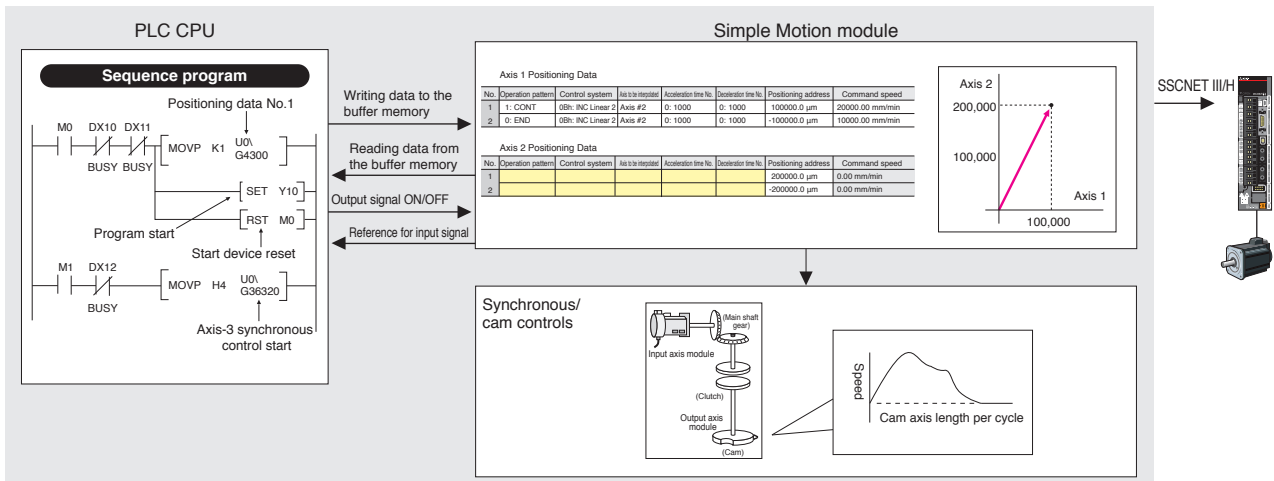 PLC CPU
Sequence program
Positioning data No.1
M0 DX10 DX11
BUSY BUSY
MOVP K1 U0\
G4300
SET Y10
RST M0
Program start
Start device reset
M1 DX12
BUSY
MOVP H4 U0\
G36320
Axis-3 synchronous
control start
Writing data to the
buffer memory
Reading data from
the buffer memory
Output signal ON/OFF
Reference for input signal
Simple Motion module
Axis 1 Positioning Data
No. Operation pattern Control system Axis to be interpolated Acceleration time No. Deceleration time No. Positioning address Command speed
1 1: CONT 0Bh: INC Linear 2 Axis #2 0: 1000 0: 1000 100000.0 µm 20000.00 mm/min
2 0: END 0Bh: INC Linear 2 Axis #2 0: 1000 0: 1000 -100000.0 µm 10000.00 mm/min
Axis 2 Positioning Data
No. Operation pattern Control system Axis to be interpolated Acceleration time No. Deceleration time No. Positioning address Command speed
1 200000.0 µm 0.00 mm/min
2 -200000.0 µm 0.00 mm/min
Axis 2
200,000
100,000
Axis 1
100,000
SSCNET III/H
Synchronous/
cam controls
(Main shaft
gear)
Input axis module
(Clutch)
Output axis
module
(Cam)
Speed
Cam axis length per cycle